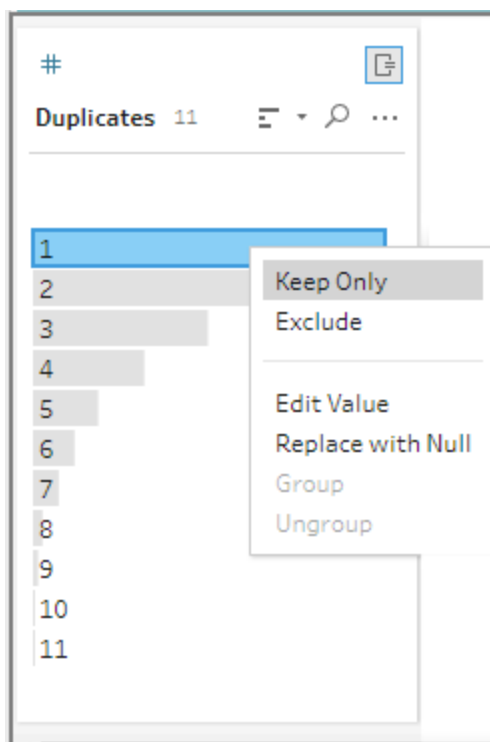 #
Duplicates 11
1
2
3
4
5
6
7
8
9
10
11
Keep Only
Exclude
Edit Value
Replace with Null
Group
Ungroup